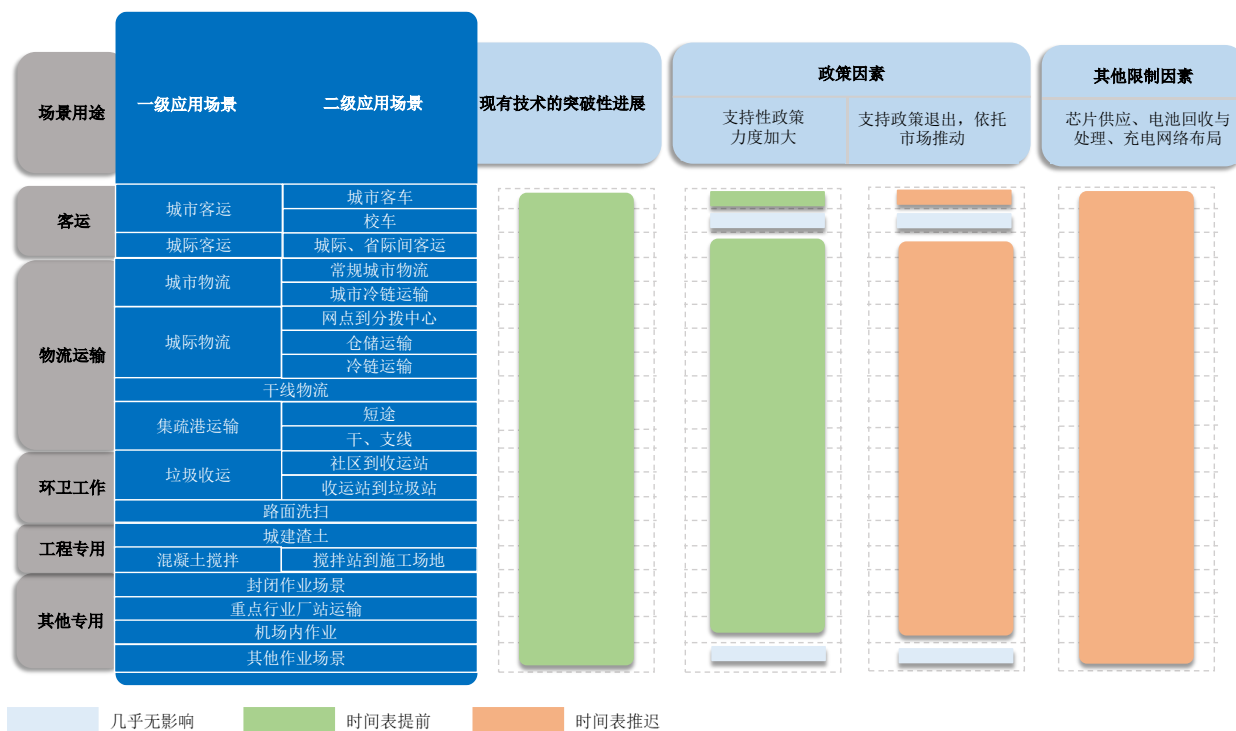 场景用途
一级应用场景
二级应用场景
现有技术的突破性进展
政策因素
支持性政策
力度加大
支持政策退出，依托
市场推动
其他限制因素
芯片供应、电池回收与
处理、充电网络布局
客运
城市客运
城市客车
校车
城际客运
城际、省际间客运
物流运输
城市物流
常规城市物流
城市冷链运输
城际物流
网点到分拨中心
仓储运输
冷链运输
干线物流
集疏港运输
短途
干、支线
环卫工作
垃圾收运
社区到收运站
收运站到垃圾站
路面洗扫
工程专用
城建渣土
混凝土搅拌
搅拌站到施工场地
其他专用
封闭作业场景
重点行业厂站运输
机场内作业
其他作业场景
几乎无影响
时间表提前
时间表推迟